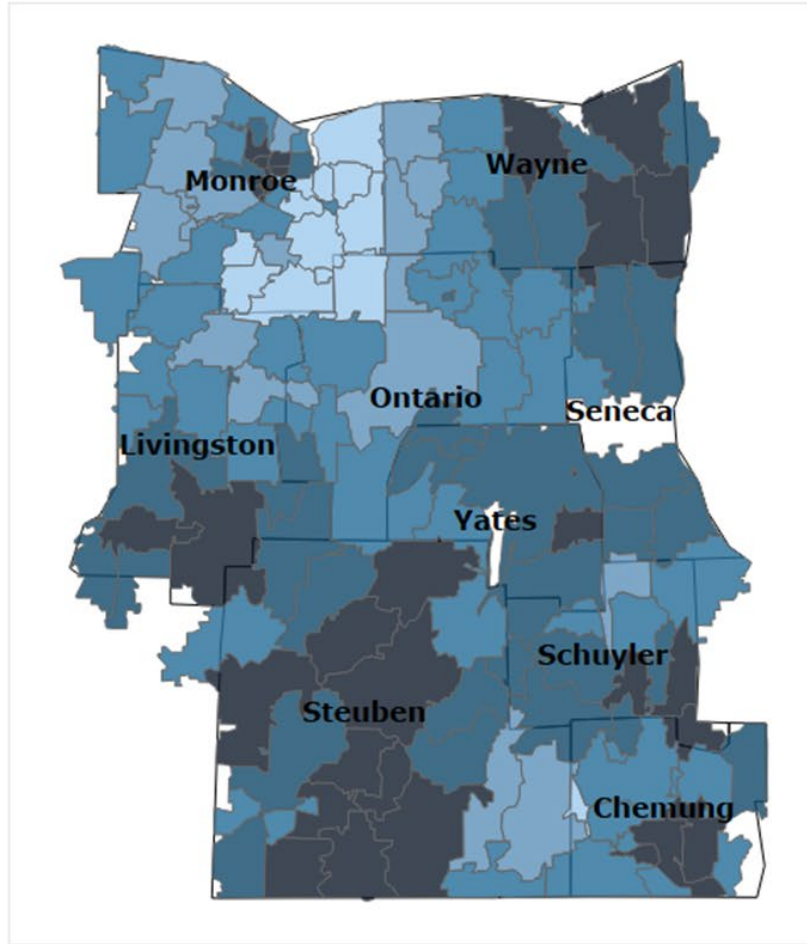 Wayne
Monroe
Ontario
Seneca
Livingston
Yates
Schuyler
Steuben
Chemung